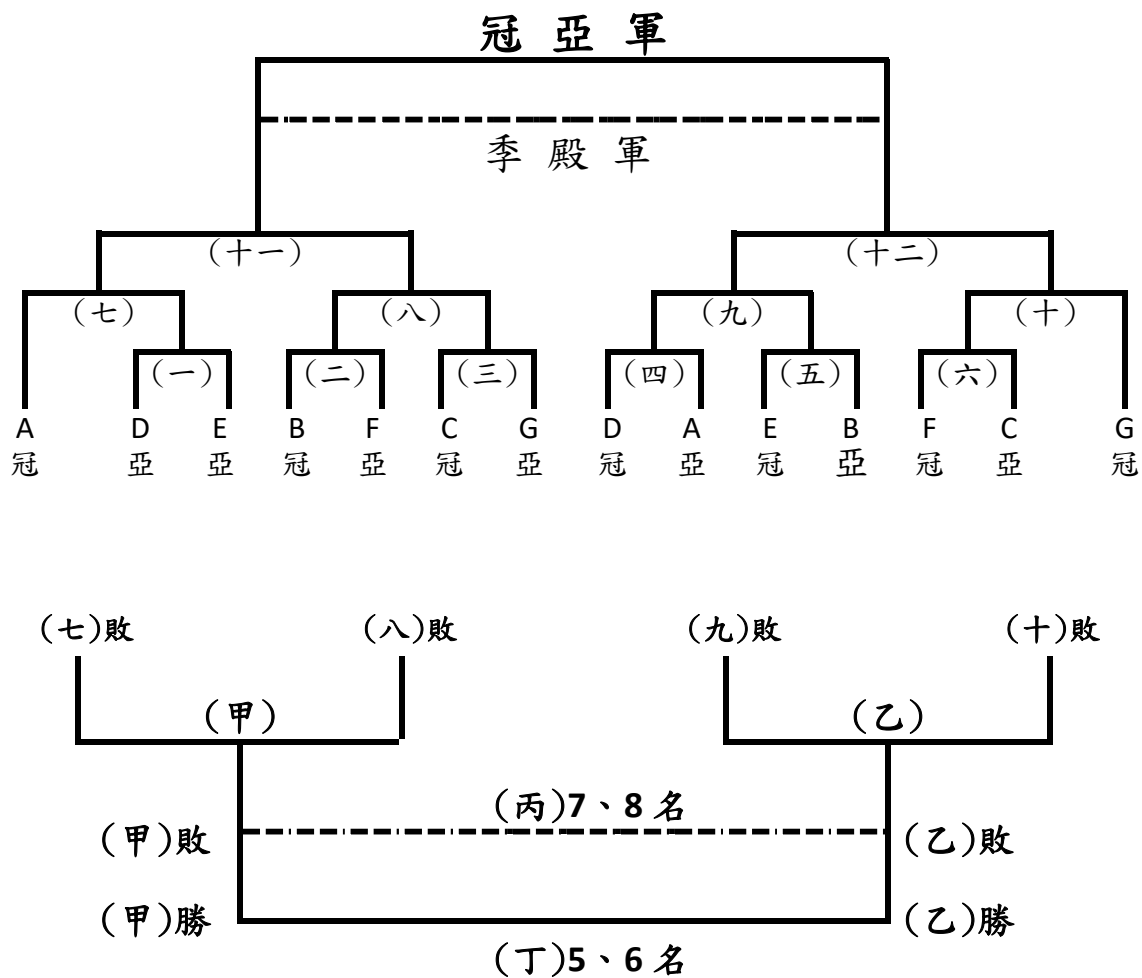 冠 亞 軍
季 殿 軍
(十一) (十二)
(七) (八) (九) (十)
(一) (二) (三) (四) (五) (六)
A D E B F C G D A E B F C G
冠 亞 亞 冠 亞 冠 亞 冠 亞 冠 亞 冠 亞 冠
(七)敗 (八)敗 (九)敗 (十)敗
(甲) (乙)
(丙)7、8 名
(甲)敗 (乙)敗
(甲)勝 (乙)勝
(丁)5、6 名